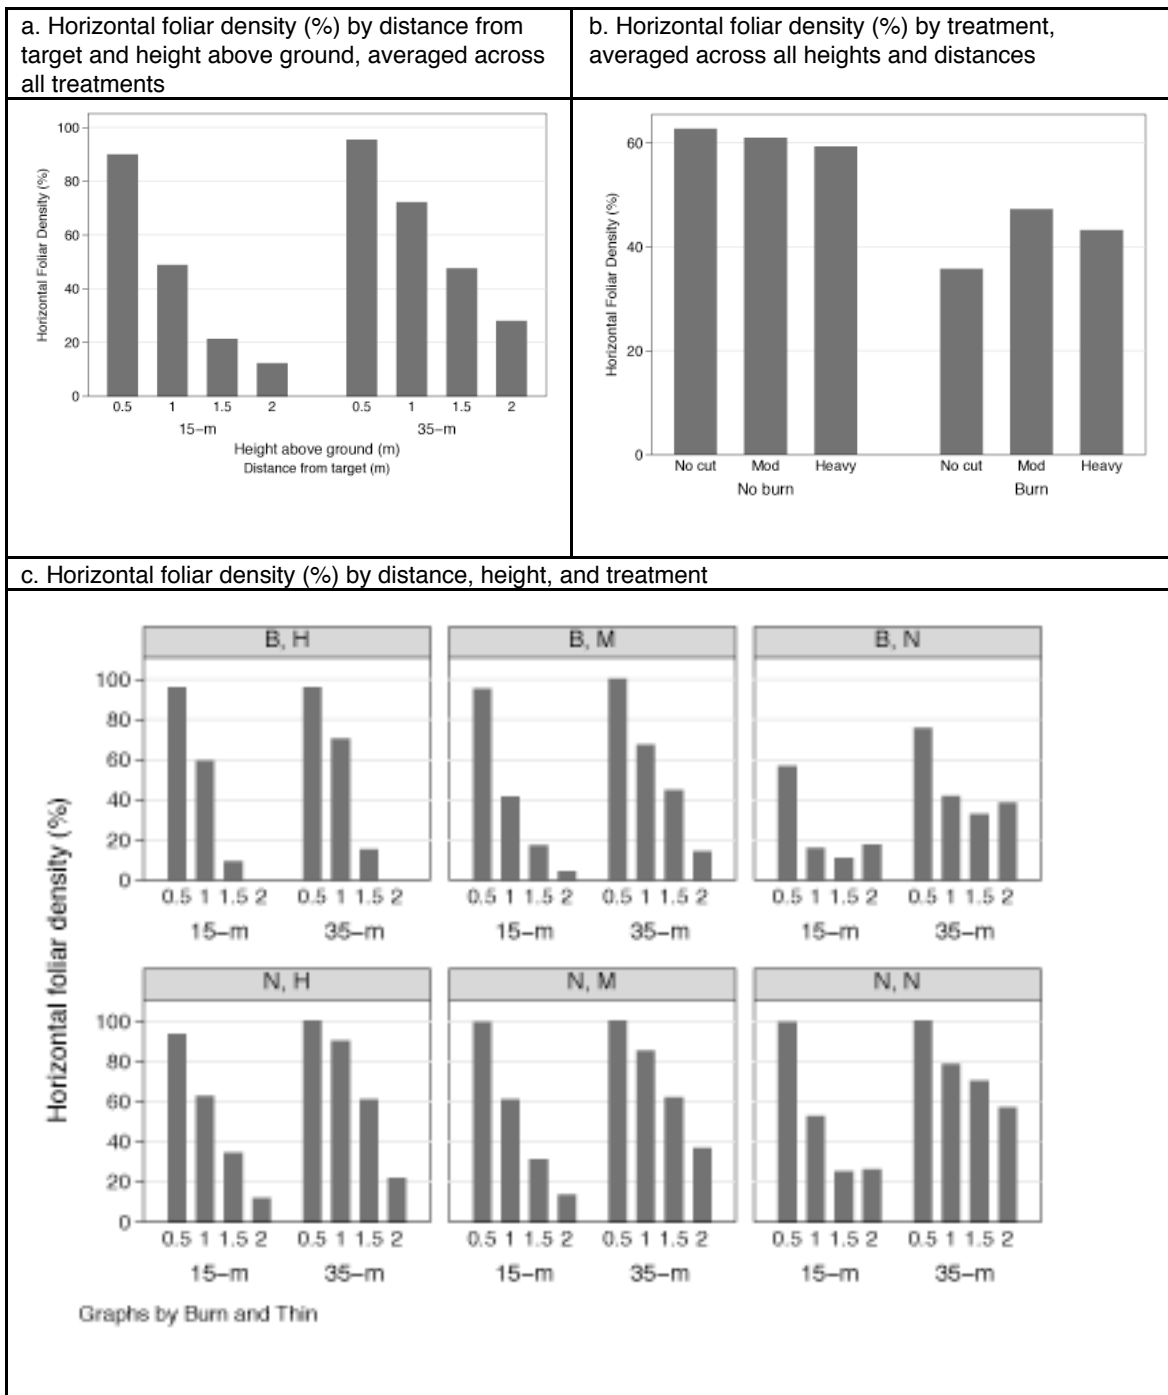 a. Horizontal foliar density (%) by distance from
target and height above ground, averaged across
all treatments
b. Horizontal foliar density (%) by treatment,
averaged across all heights and distances
Horizontal Foliar Density (%)
100
80
60
40
20
0
0.5 1 1.5 2 0.5 1 1.5 2
15–m 35–m
Height above ground (m)
Distance from target (m)
Horizontal Foliar Density (%)
60
40
20
0
No cut Mod Heavy No cut Mod Heavy
No burn Burn
c. Horizontal foliar density (%) by distance, height, and treatment
Horizontal foliar density (%)
B, H B, M B, N
100
80
60
40
20
0
0.5 1 1.5 2 0.5 1 1.5 2 0.5 1 1.5 2 0.5 1 1.5 2 0.5 1 1.5 2 0.5 1 1.5 2
15–m 35–m 15–m 35–m 15–m 35–m
N, H N, M N, N
100
80
60
40
20
0
0.5 1 1.5 2 0.5 1 1.5 2 0.5 1 1.5 2 0.5 1 1.5 2 0.5 1 1.5 2 0.5 1 1.5 2
15–m 35–m 15–m 35–m 15–m 35–m
Graphs by Burn and Thin